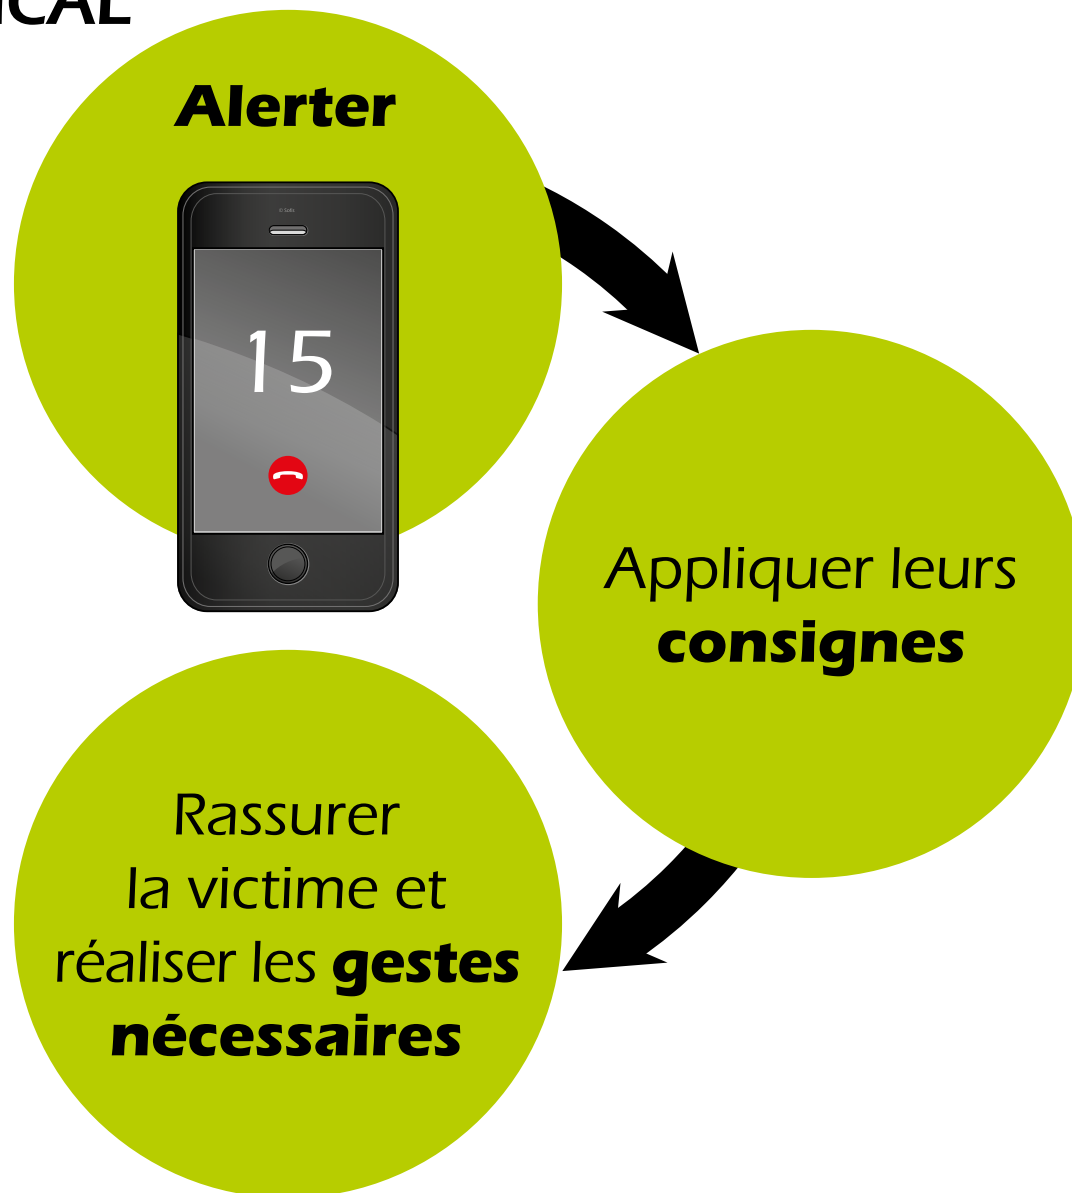 Alerter
15
Appliquer leurs
consignes
Rassurer
la victime et
réaliser les gestes
nécessaires